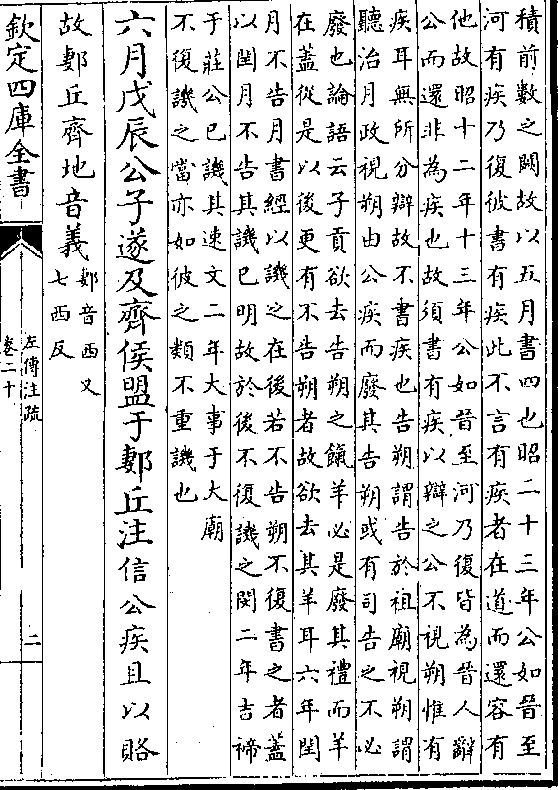 積前數之闕故以五月書四也昭二十三年公如晉至
河有疾乃復彼書有疾此不言有疾者在道而還容有
他故昭十二年十三年公如晉至河乃復皆為晉人辭
公而還非為疾也故須書有疾以辯之公不視朔惟有
疾耳無所分辯故不書疾也告朔謂告於祖廟視朔謂
聽治月政視朔由公疾而廢其告朔或有司告之不必
廢也論語云子貢欲去告朔之餼羊必是廢其禮而羊
在蓋從是以後更有不告朔者故欲去其羊耳六年閏
月不告月書經以譏之在後若不告朔不復書之者蓋
以閏月不告其譏已明故於後不復譏之閔二年吉禘
于莊公已譏其速文二年大事于大廟
不復譏之當亦如彼之類不重譏也
六月戊辰公子遂及齊侯盟于郪丘注信公疾且以賂
故郪丘齊地音義郪音西又
七西反
欽定四庫全書
左傳注疏
卷二十
二